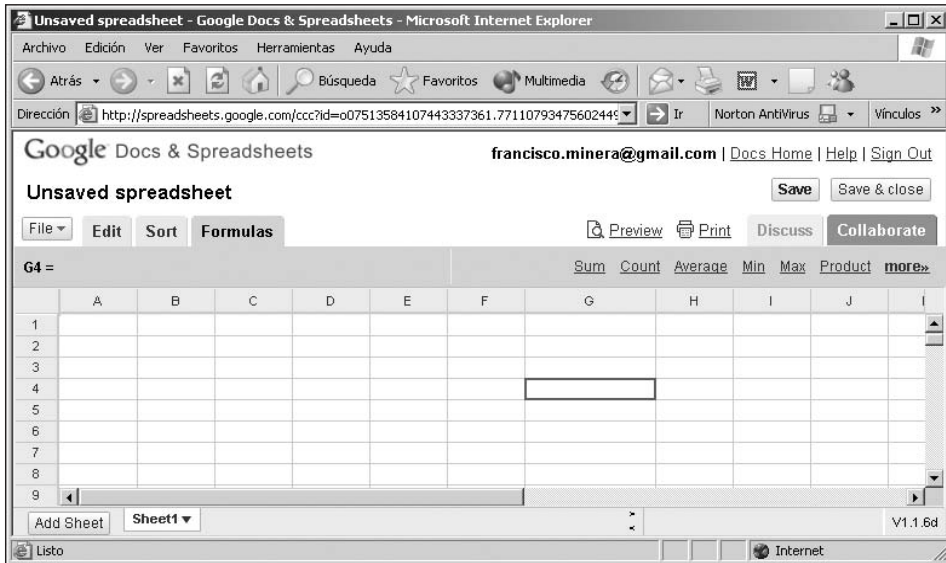 Unsaved spreadsheet - Google Docs & Spreadsheets - Microsoft Internet Explorer
Archivo Edición Ver Favoritos Herramientas Ayuda
Atrás Búsqueda Favoritos Multimedia
Dirección http://spreadsheets.google.com/ccc?id=o07513584107443337361.7711079347560244 Ir Norton AntiVirus Vínculos »
Google Docs & Spreadsheets francisco.minera@gmail.com | Docs Home | Help | Sign Out
Unsaved spreadsheet Save Save & close
File Edit Sort Formulas Preview Print Discuss Collaborate
G4 = Sum Count Average Min Max Product more»
A B C D E F G H I J
1
2
3
4
5
6
7
8
9
Add Sheet Sheet1 V1.1.6d
Listo Internet